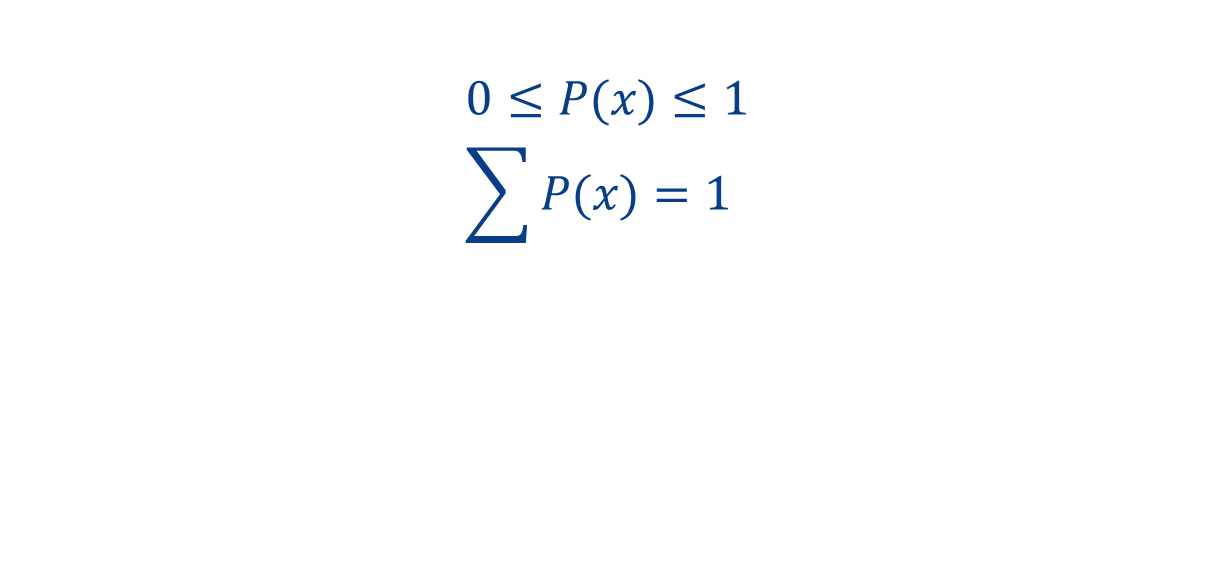 0 ≤ P(x) ≤ 1
∑ P(x) = 1